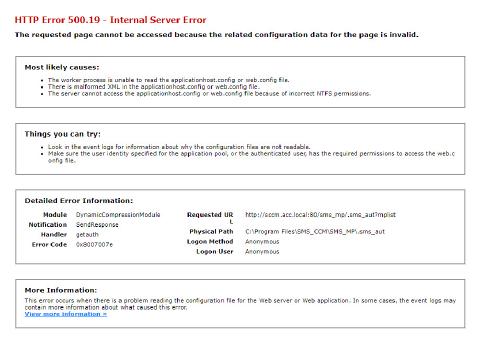 HTTP Error 500.19 - Internal Server Error
The requested page cannot be accessed because the related configuration data for the page is invalid.
Most likely causes:
• The worker process is unable to read the applicationhost.config or web.config file.
• There is malformed XML in the applicationhost.config or web.config file.
• The server cannot access the applicationhost.config or web.config file because of incorrect NTFS permissions.
Things you can try:
• Look in the event logs for information about why the configuration files are not readable.
• Make sure the user identity specified for the application pool, or the authenticated user, has the required permissions to access the web.c
onfig file.
Detailed Error Information:
Module DynamicCompressionModule
Notification SendResponse
Handler getauth
Error Code 0x8007007e
Requested UR
L http://eccm.acc.local:80/sms_mp/.sms_aut?mplist
Physical Path C:\Program Files\SMS_CCM\SMS_MP\.sms_aut
Logon Method Anonymous
Logon User Anonymous
More Information:
This error occurs when there is a problem reading the configuration file for the Web server or Web application. In some cases, the event logs may
contain more information about what caused this error.
View more information »